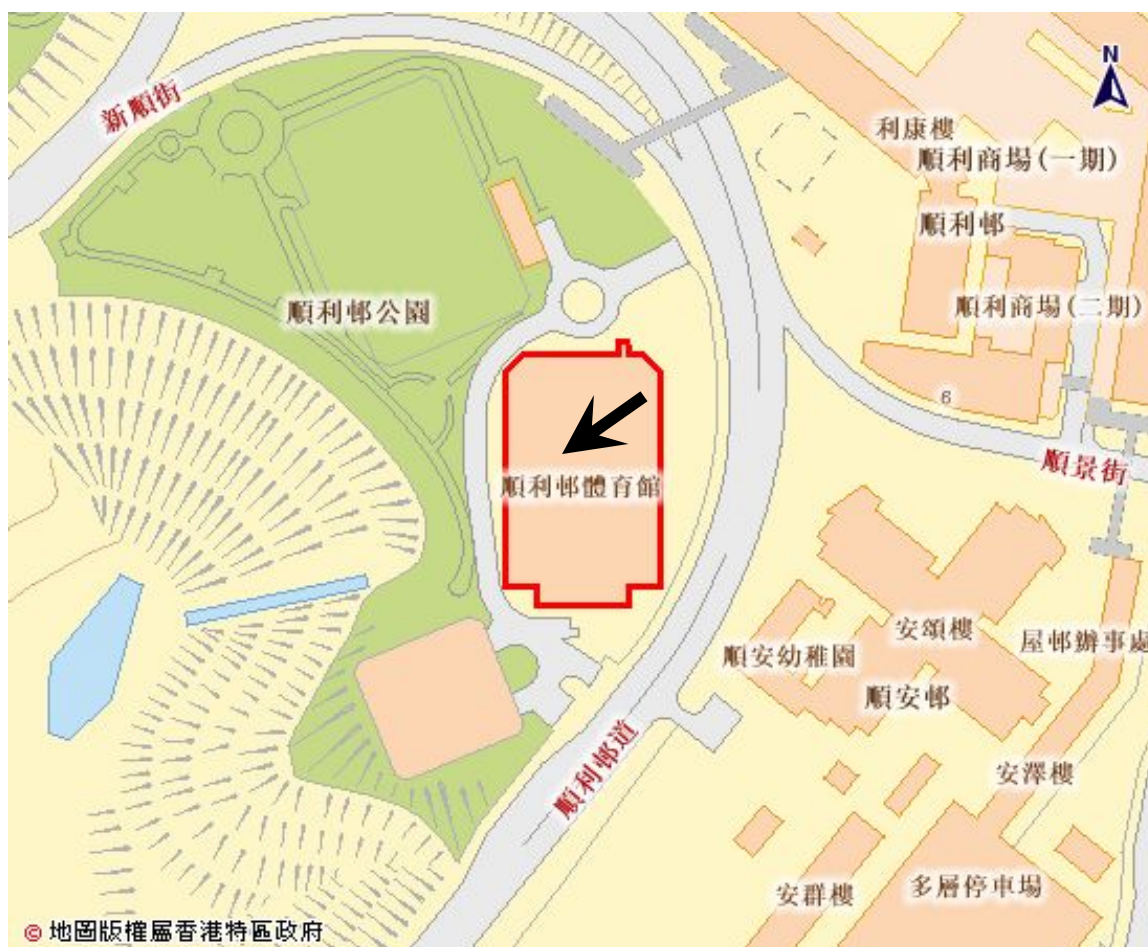 N
新順街
利康樓
順利商場(一期)
順利邨
順利邨公園
順利商場(二期)
6
順景街
順利邨體育館
安頌樓
屋邨辦事處
順安幼稚園
順安邨
順利邨道
安澤樓
安群樓
多層停車場
© 地圖版權屬香港特區政府